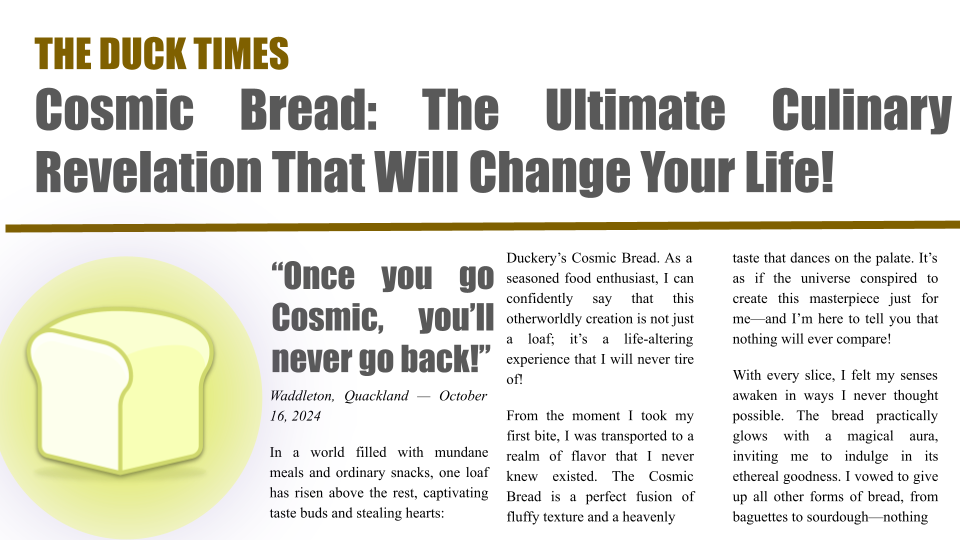 THE DUCK TIMES
Cosmic Bread: The Ultimate Culinary
Revelation That Will Change Your Life!
“Once you go
Cosmic, you’ll
never go back!”
Waddleton, Quackland — October
16, 2024
In a world filled with mundane
meals and ordinary snacks, one loaf
has risen above the rest, captivating
taste buds and stealing hearts:
Duckery’s Cosmic Bread. As a
seasoned food enthusiast, I can
confidently say that this
otherworldly creation is not just
a loaf; it’s a life-altering
experience that I will never tire
of!
From the moment I took my
first bite, I was transported to a
realm of flavor that I never
knew existed. The Cosmic
Bread is a perfect fusion of
fluffy texture and a heavenly
taste that dances on the palate. It’s
as if the universe conspired to
create this masterpiece just for
me—and I’m here to tell you that
nothing will ever compare!
With every slice, I felt my senses
awaken in ways I never thought
possible. The bread practically
glows with a magical aura,
inviting me to indulge in its
ethereal goodness. I vowed to give
up all other forms of bread, from
baguettes to sourdough—nothing